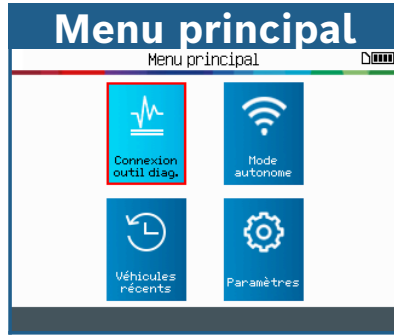 Menu principal
Menu principal
Connexion
outil diag.
Mode
autonome
Véhicules
récents
Paramètres